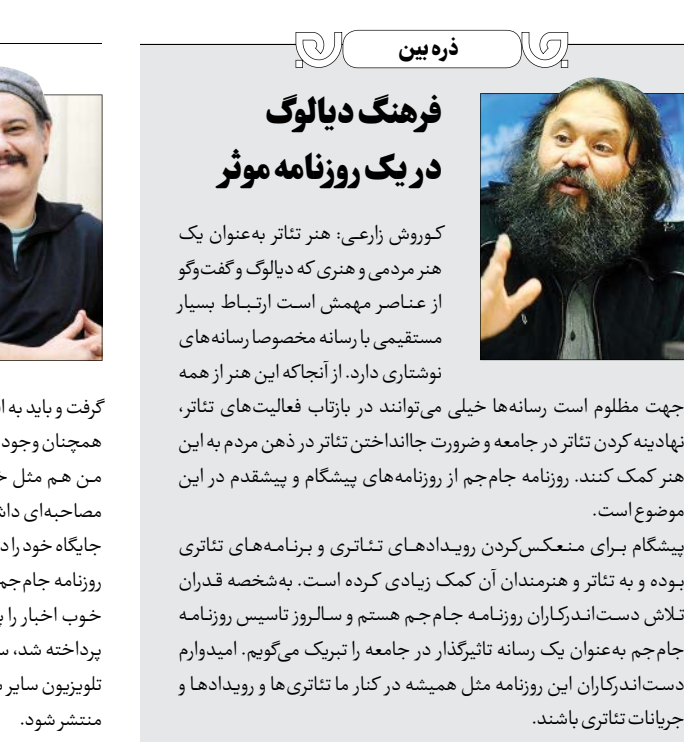 ذره بین
فرهنگ دیالوگ
در یک روزنامه موثر
کوروش زارعی: هنر تئاتر به‌عنوان یک
هنر مردمی و هنری که دیالوگ و گفت‌وگو
از عناصر مهمش است ارتباط بسیار
مستقیمی با رسانه مخصوصا رسانه‌های
نوشتاری دارد. از آنجاکه این هنر از همه
جهت مظلوم است رسانه‌ها خیلی می‌توانند در بازتاب فعالیت‌های تئاتر،
نهادینه کردن تئاتر در جامعه و ضرورت جاانداختن تئاتر در ذهن مردم به این
هنر کمک کنند. روزنامه جام‌جم از روزنامه‌های پیشگام و پیشقدم در این
موضوع است.
پیشگام برای منعکس‌کردن رویدادهای تئاتری و برنامه‌های تئاتری
بوده و به تئاتر و هنرمندان آن کمک زیادی کرده است. به‌شخصه قدران
تلاش دست‌اندرکاران روزنامه جام‌جم هستم و سالروز تاسیس روزنامه
جام‌جم به‌عنوان یک رسانه تاثیرگذار در جامعه را تبریک می‌گویم. امیدوارم
دست‌اندرکاران این روزنامه مثل همیشه در کنار ما تئاتری‌ها و رویدادها و
جریانات تئاتری باشند.
گرفت و باید به
همچنان وجود
من هم مثل
مصاحبه‌ای
جایگاه خود را
روزنامه جام‌جم
خوب اخبار را
پرداخته شد،
تلویزیون سایر
منتشر شود.